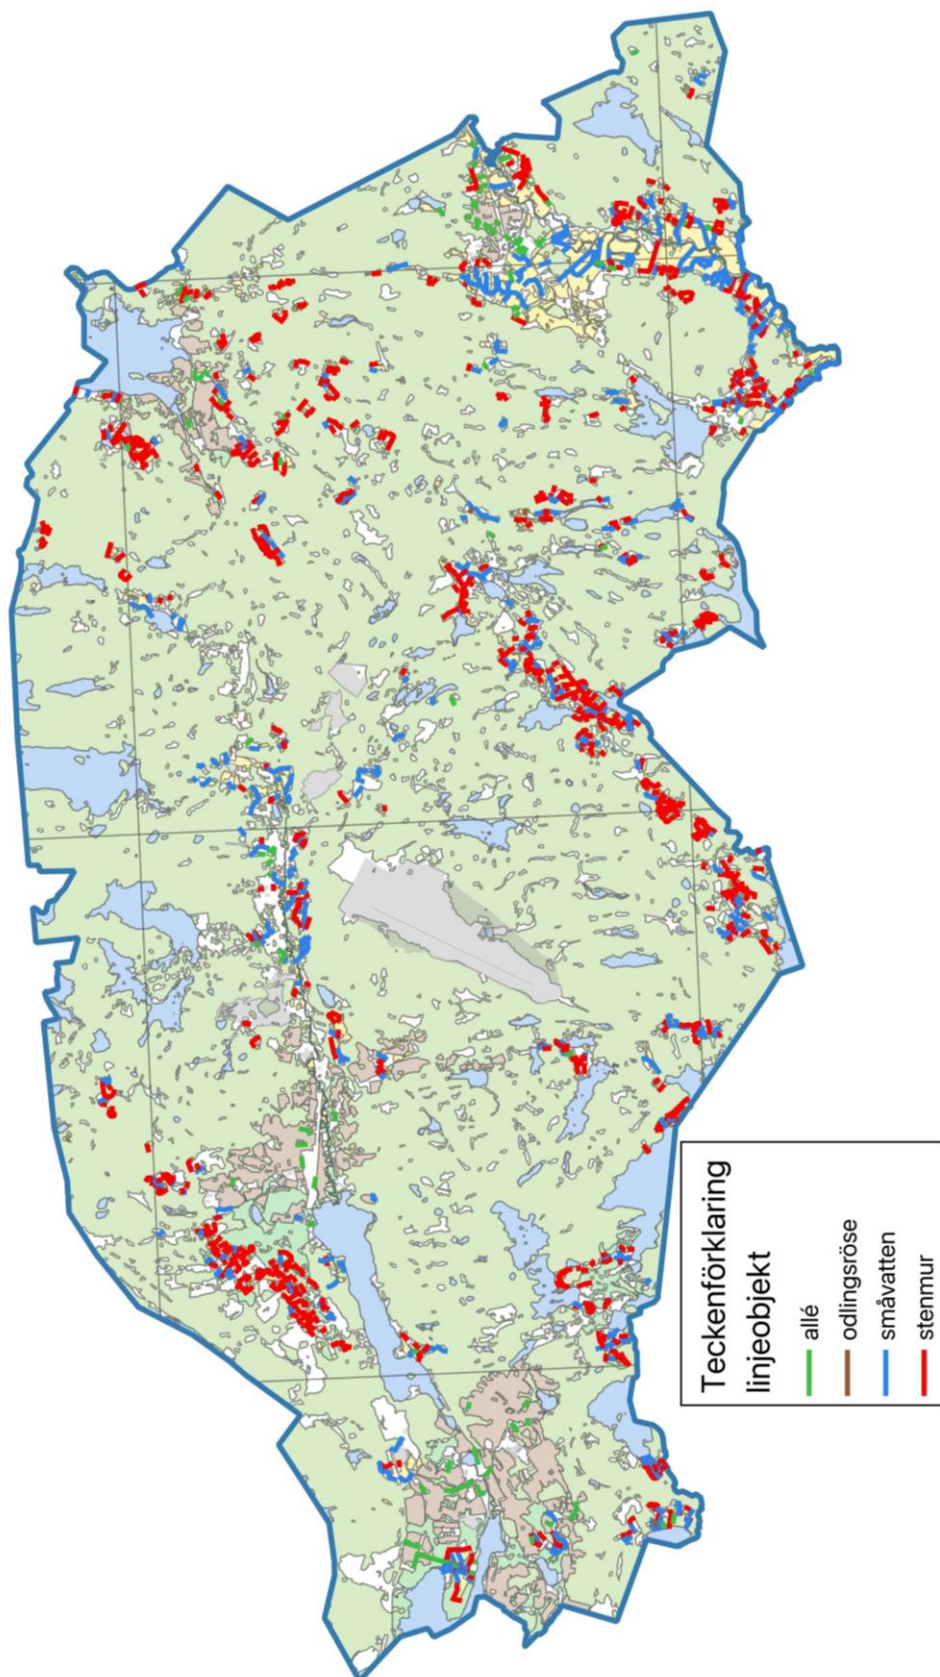 Teckenförklaring
linjeobjekt
allé
odlingsröse
småvatten
stenmur